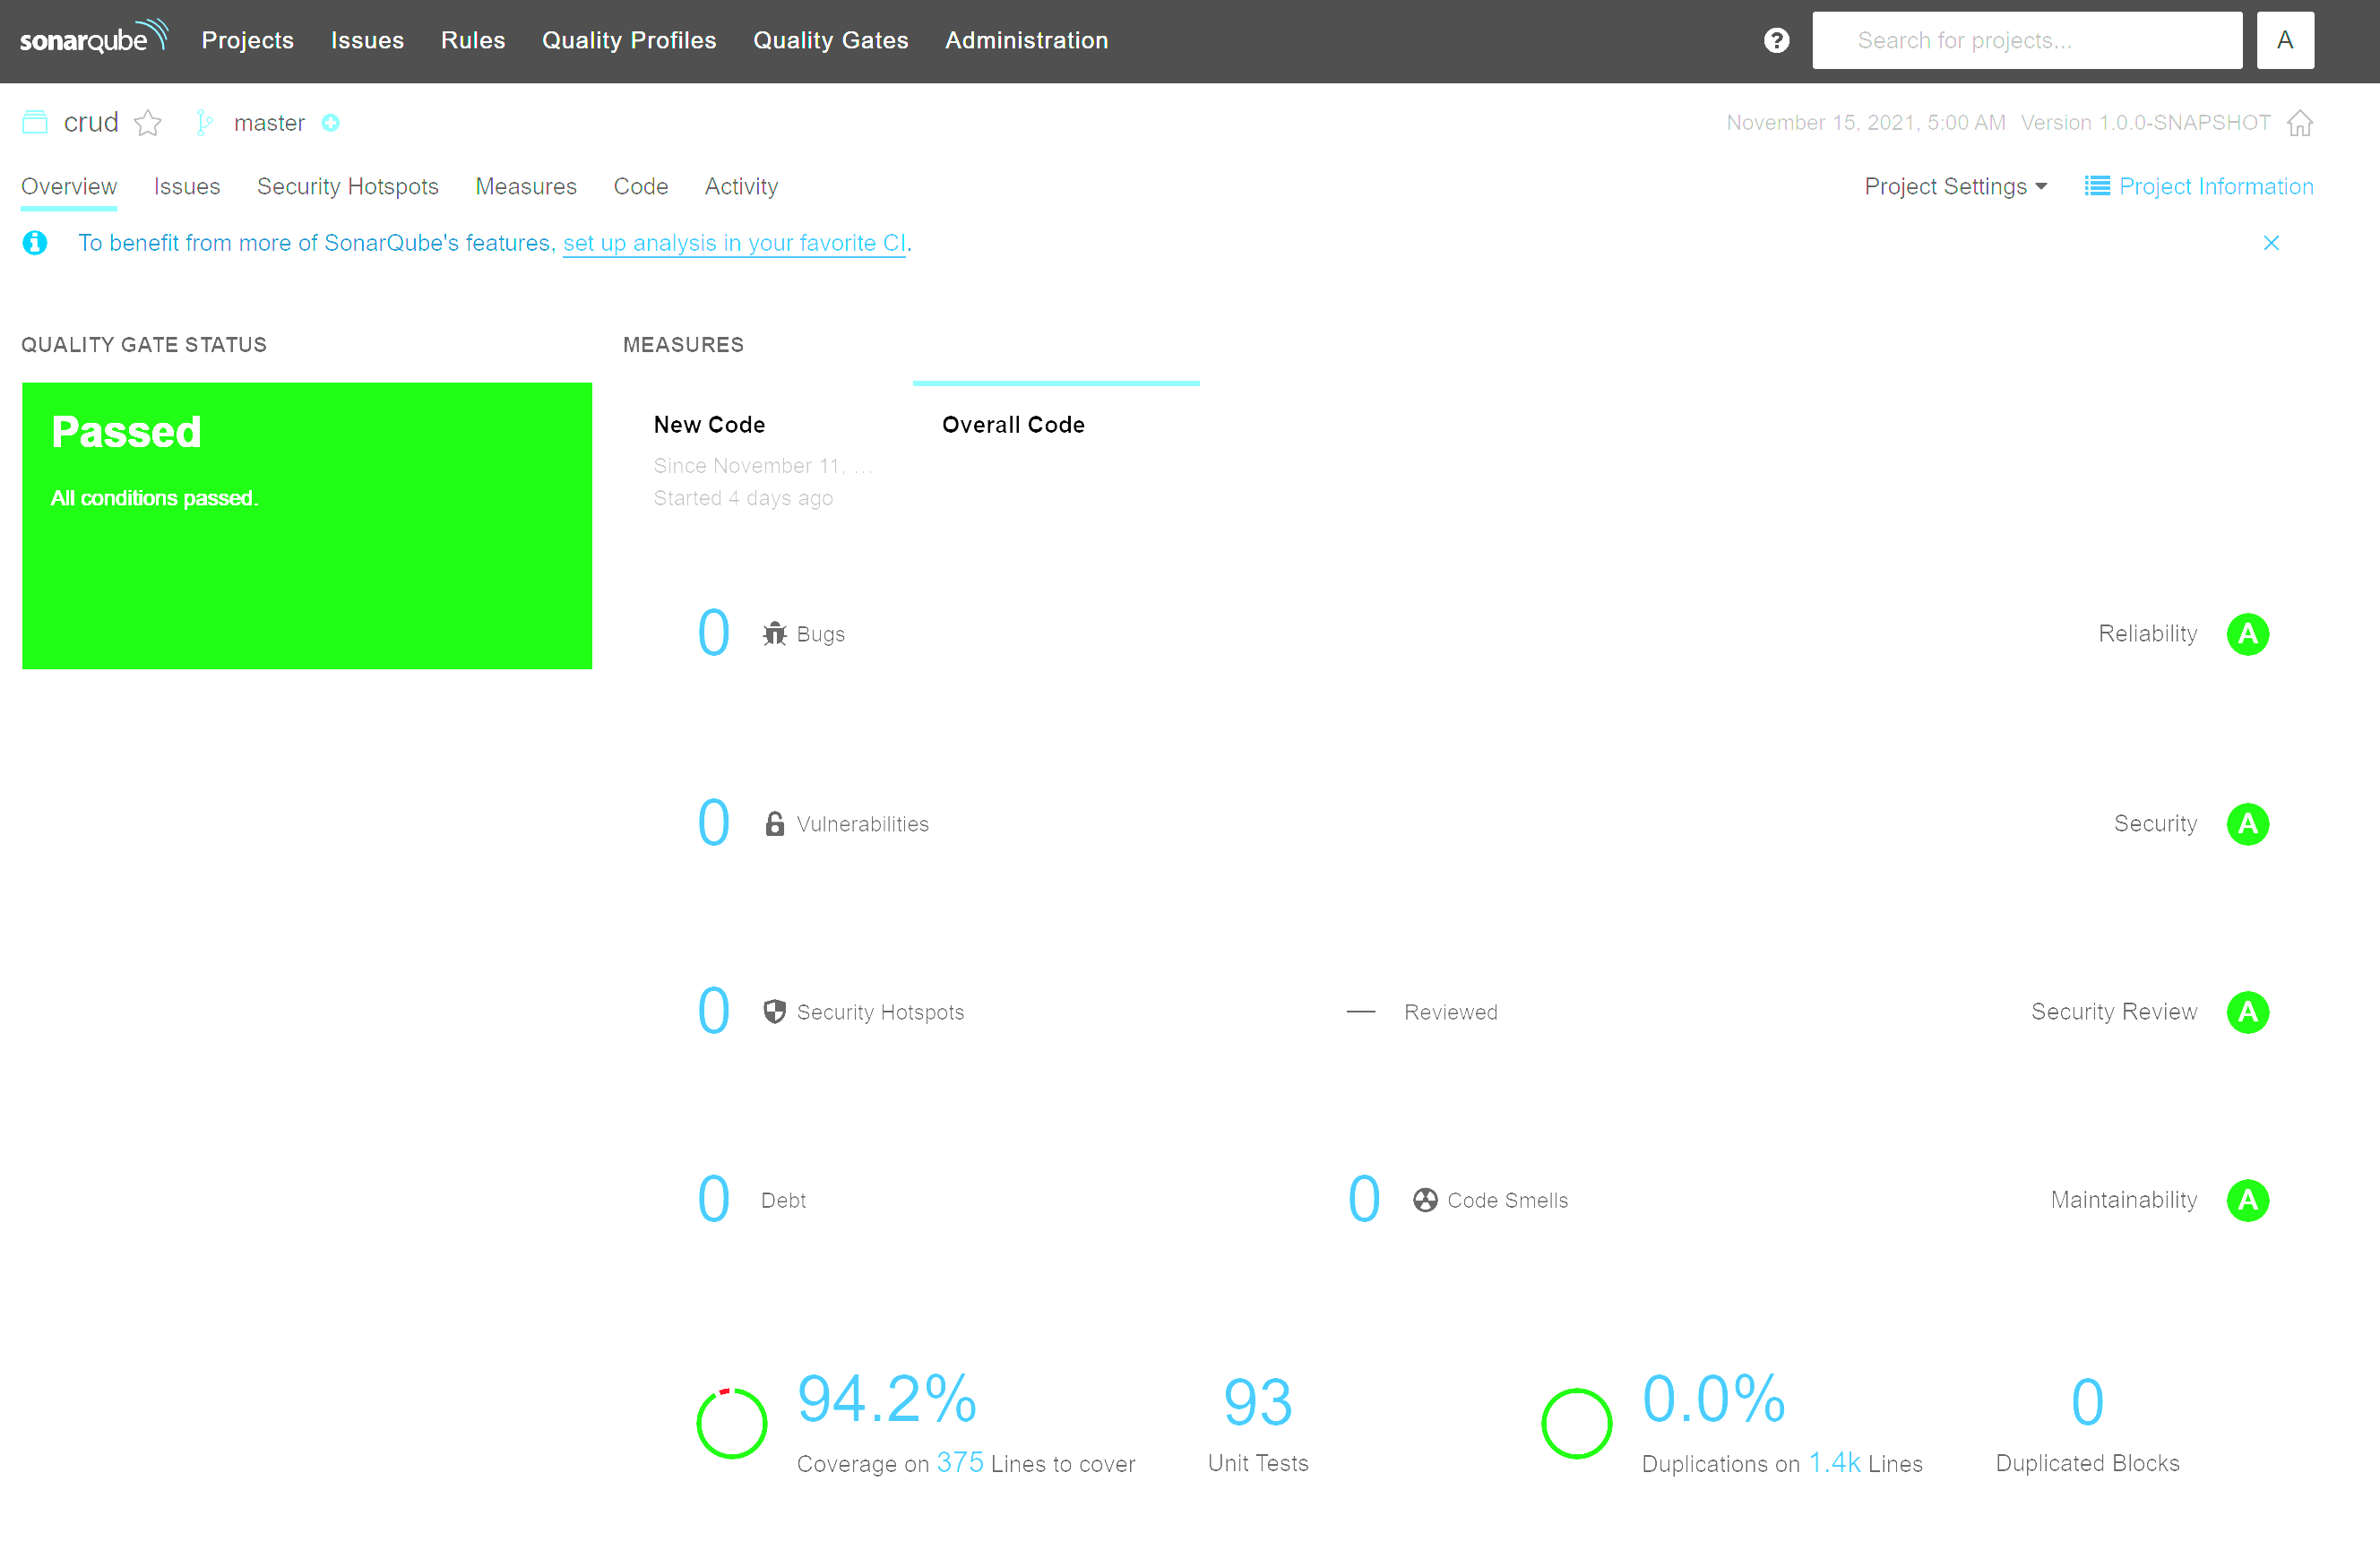 sonarqube Projects Issues Rules Quality Profiles Quality Gates Administration ? Search for projects... A
crud master November 15, 2021, 5:00 AM Version 1.0.0-SNAPSHOT
Overview Issues Security Hotspots Measures Code Activity Project Settings Project Information
To benefit from more of SonarQube's features, set up analysis in your favorite CI.
QUALITY GATE STATUS
Passed
All conditions passed.
MEASURES
New Code
Since November 11, ...
Started 4 days ago
Overall Code
0 Bugs Reliability A
0 Vulnerabilities Security A
0 Security Hotspots — Reviewed Security Review A
0 Debt 0 Code Smells Maintainability A
94.2%
Coverage on 375 Lines to cover
93
Unit Tests
0.0%
Duplications on 1.4k Lines
0
Duplicated Blocks